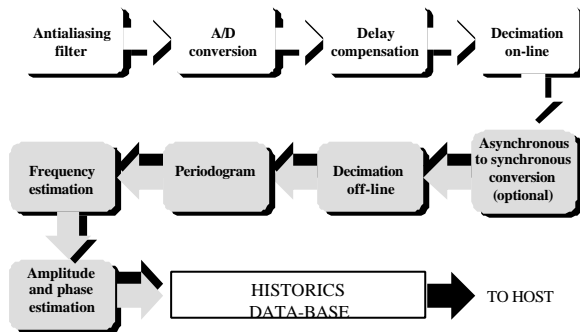 Antialiasing
filter
A/D
conversion
Delay
compensation
Decimation
on-line
Asynchronous
to synchronous
conversion
(optional)
Decimation
off-line
Periodogram
Frequency
estimation
Amplitude
and phase
estimation
HISTORICS
DATA-BASE
TO HOST